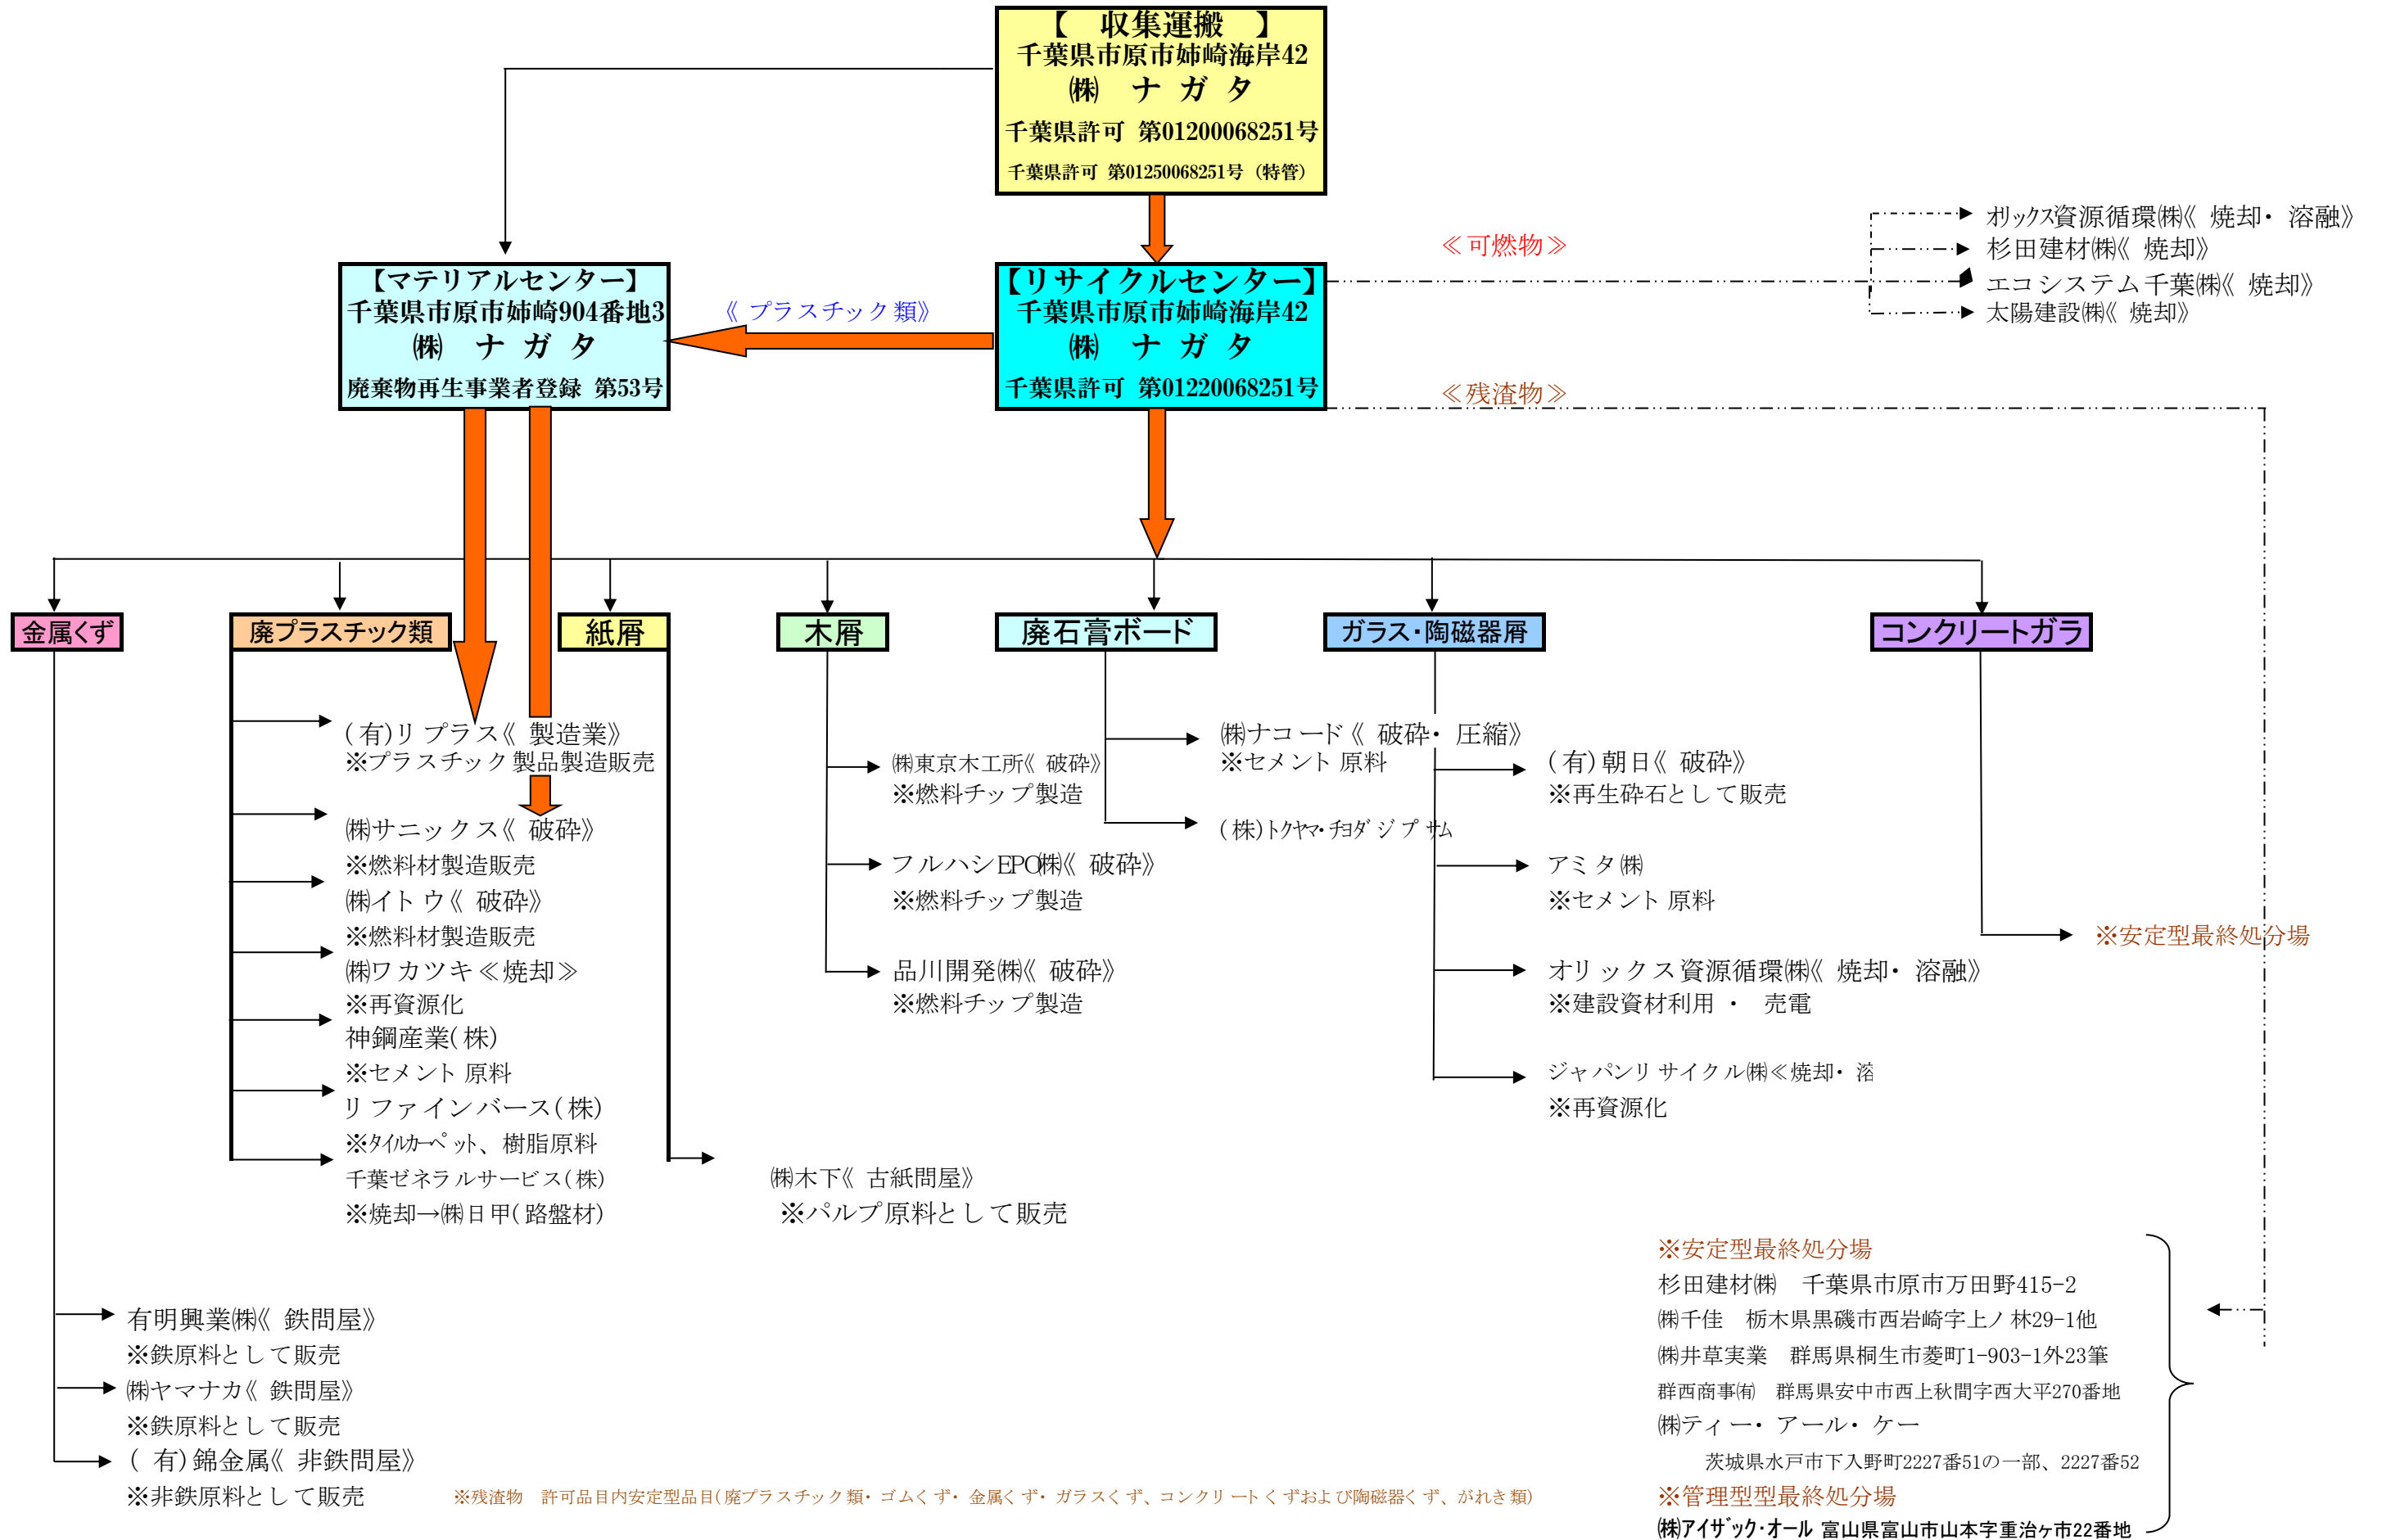 【　収集運搬　】
千葉県市原市姉崎海岸42
㈱　ナ ガ タ
千葉県許可 第01200068251号
千葉県許可 第01250068251号（特管）
【マテリアルセンター】
千葉県市原市姉崎904番地3
㈱　ナ ガ タ
廃棄物再生事業者登録 第53号
《プラスチック類》
【リサイクルセンター】
千葉県市原市姉崎海岸42
㈱　ナ ガ タ
千葉県許可 第01220068251号
≪可燃物≫
≪残渣物≫
ｵﾘｯｸｽ資源循環㈱《焼却・溶融》
杉田建材㈱《焼却》
エコシステム千葉㈱《焼却》
太陽建設㈱《焼却》
金属くず
廃プラスチック類
紙屑
木屑
廃石膏ボード
ガラス・陶磁器屑
コンクリートガラ
(有)リプラス《製造業》
※プラスチック製品製造販売
㈱サニックス《破砕》
※燃料材製造販売
㈱イトウ《破砕》
※燃料材製造販売
㈱ワカツキ≪焼却≫
※再資源化
神鋼産業(株)
※セメント原料
リファインバース(株)
※ﾀｲﾙｶｰﾍﾟｯﾄ、樹脂原料
千葉ゼネラルサービス(株)
※焼却→㈱日甲(路盤材)
㈱東京木工所《破砕》
※燃料チップ製造
フルハシEPO㈱《破砕》
※燃料チップ製造
品川開発㈱《破砕》
※燃料チップ製造
㈱ナコード《破砕・圧縮》
※セメント原料
(株)ﾄｸﾔﾏ・ﾁﾖﾀﾞｼﾞﾌﾟｻﾑ
(有)朝日《破砕》
※再生砕石として販売
アミタ㈱
※セメント原料
オリックス資源循環㈱《焼却・溶融》
※建設資材利用 ・ 売電
ジャパンリサイクル㈱≪焼却・溶
※再資源化
※安定型最終処分場
㈱木下《古紙問屋》
※パルプ原料として販売
有明興業㈱《鉄問屋》
※鉄原料として販売
㈱ヤマナカ《鉄問屋》
※鉄原料として販売
(有)錦金属《非鉄問屋》
※非鉄原料として販売
※安定型最終処分場
杉田建材㈱　千葉県市原市万田野415-2
㈱千佳　栃木県黒磯市西岩崎字上ノ林29-1他
㈱井草実業　群馬県桐生市菱町1-903-1外23筆
群西商事㈲　群馬県安中市西上秋間字西大平270番地
㈱ティー・アール・ケー
茨城県水戸市下入野町2227番51の一部、2227番52
※管理型型最終処分場
㈱アイザック・オール 富山県富山市山本字重治ヶ市22番地
※残渣物　許可品目内安定型品目(廃プラスチック類・ゴムくず・金属くず・ガラスくず、コンクリートくずおよび陶磁器くず、がれき類)